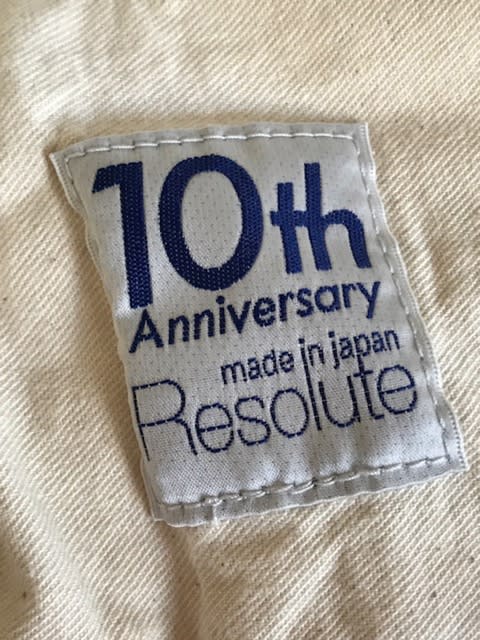 10th
Anniversary
made in japan
Resolute